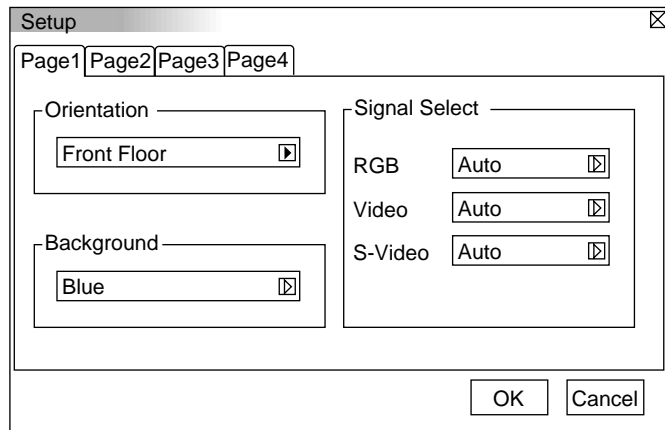 Setup
Page1 Page2 Page3 Page4
Orientation
Front Floor
Background
Blue
Signal Select
RGB Auto
Video Auto
S-Video Auto
OK Cancel